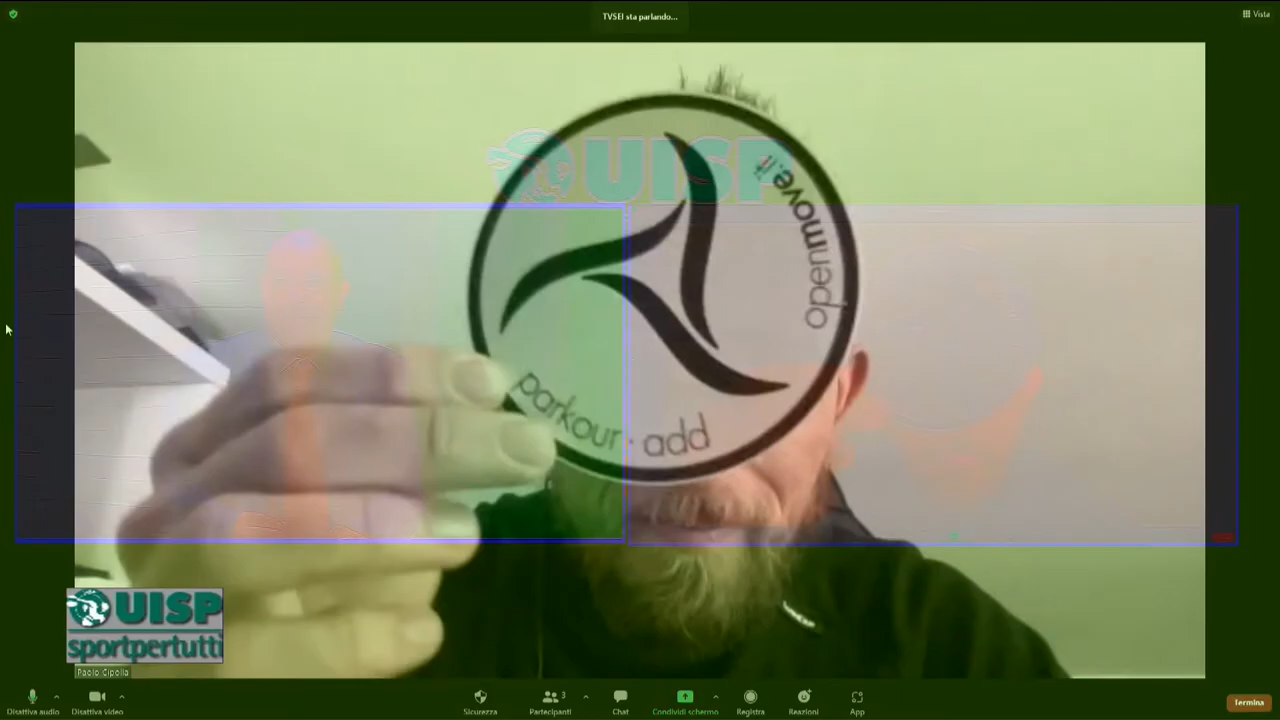 TVSEI sta parlando...
Vista
UISP
openmove.it
parkour · add
UISP
sportpertutti
Paolo Cipolla
Disattiva audio
Disattiva video
Sicurezza
Partecipanti
3
Chat
Condividi schermo
Registra
Reazioni
App
Termina